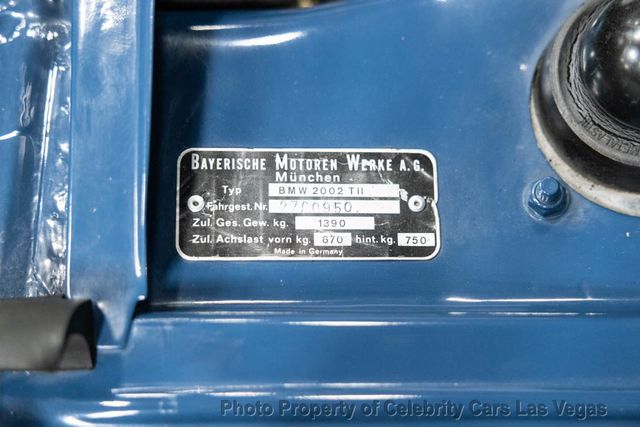 BAYERISCHE MOTOREN WERKE A.G.
München
Typ BMW 2002 TII
Fahrgest. Nr. 2760950
Zul. Ges. Gew. kg. 1390
Zul. Achslast vorn kg. 670 hint. kg. 750
Made in Germany
Photo Property of Celebrity Cars Las Vegas